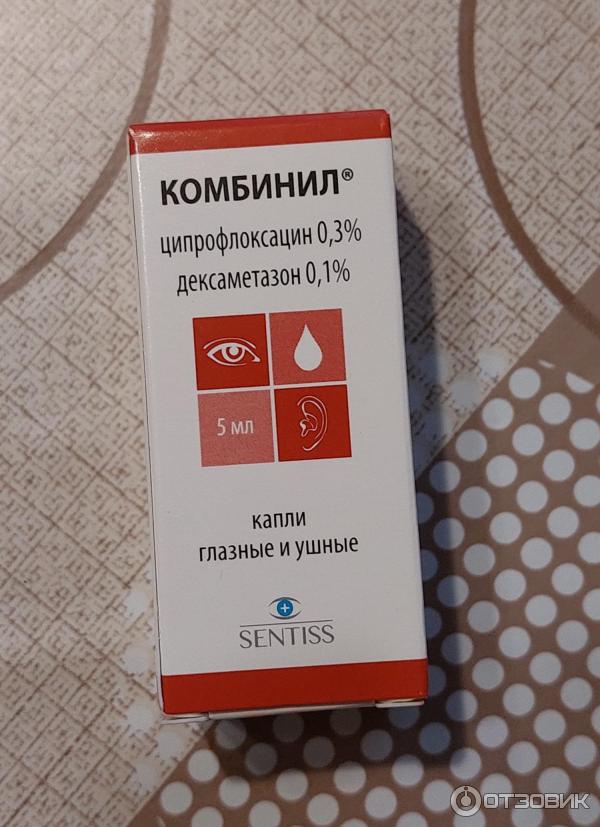 КОМБИНИЛ®
ципрофлоксацин 0,3%
дексаметазон 0,1%
5 мл
капли
глазные и ушные
SENTISS
ОТЗОВИК